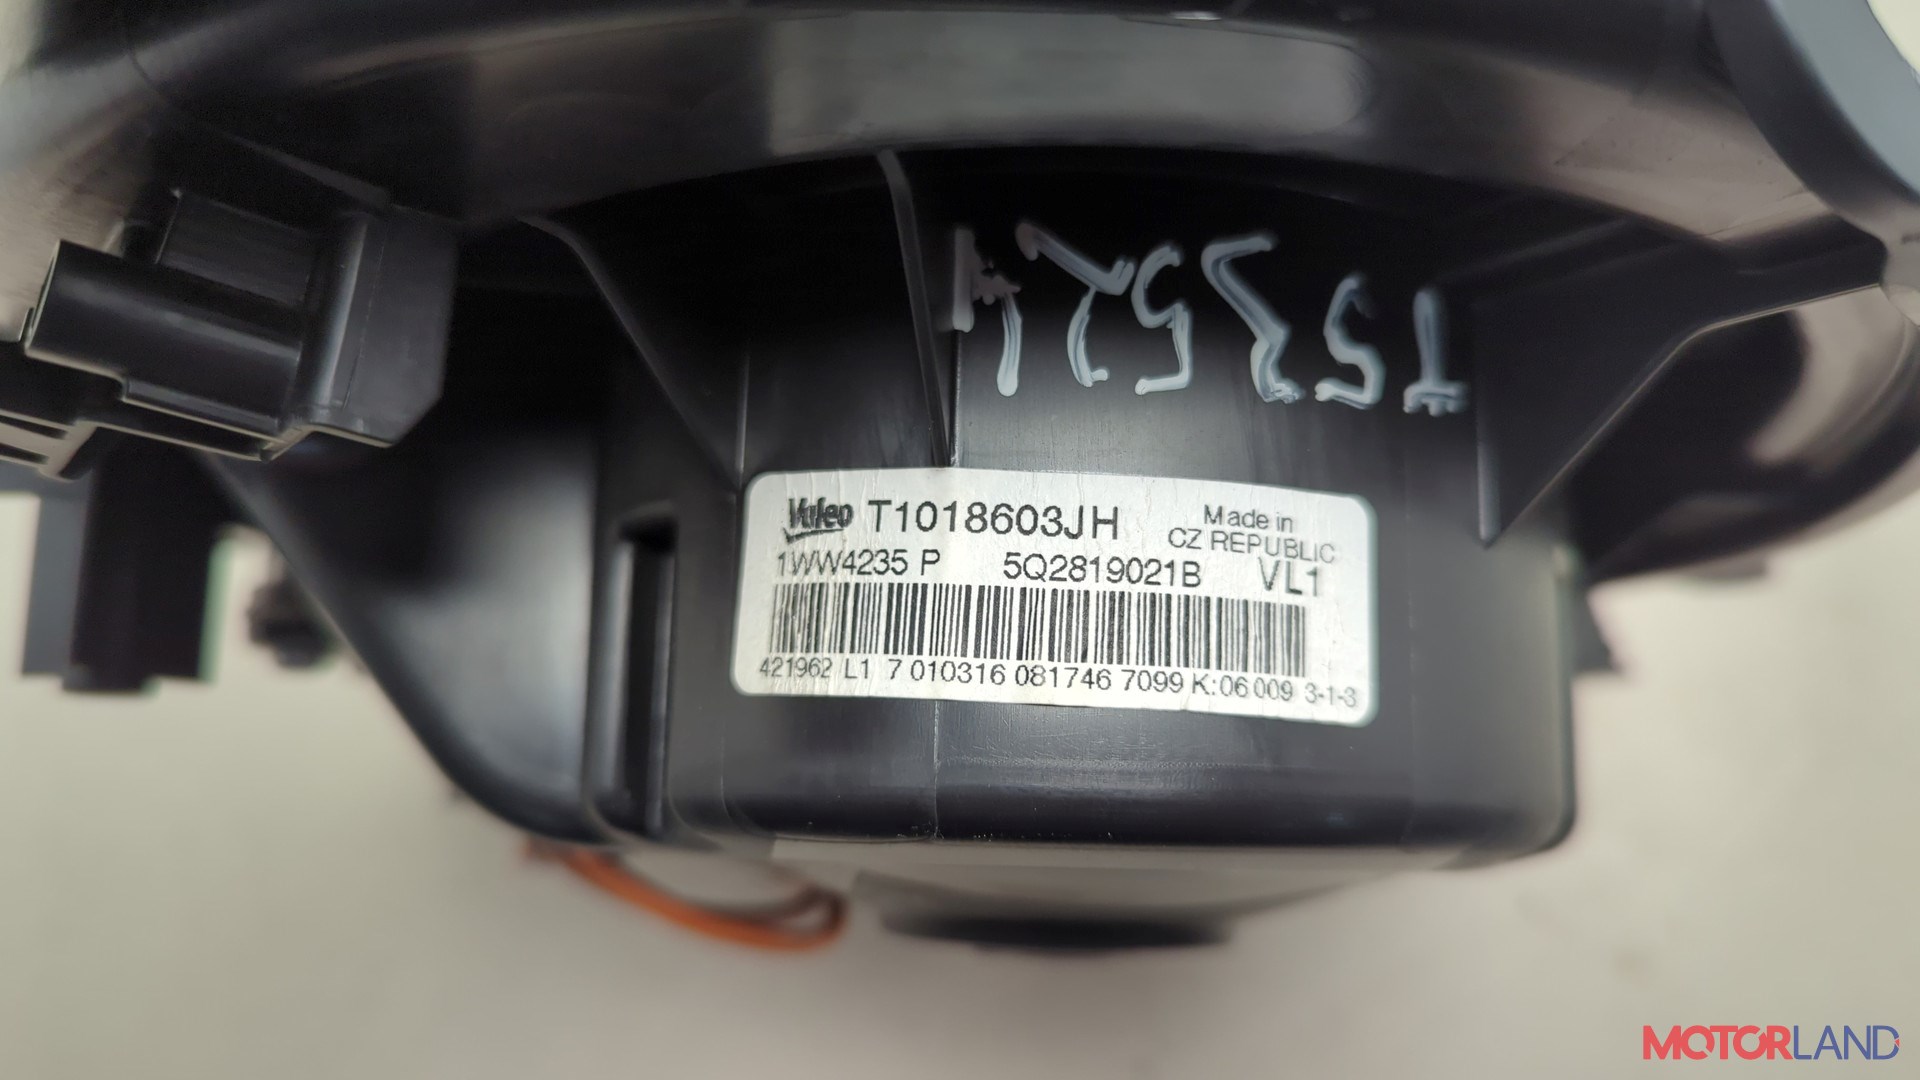 Valeo T1018603JH Made in
CZ REPUBLIC
1WW4235 P 5Q2819021B VL1
421962 L1 7 010316 081746 7099 K:06 009 3-1-3
MOTORLAND